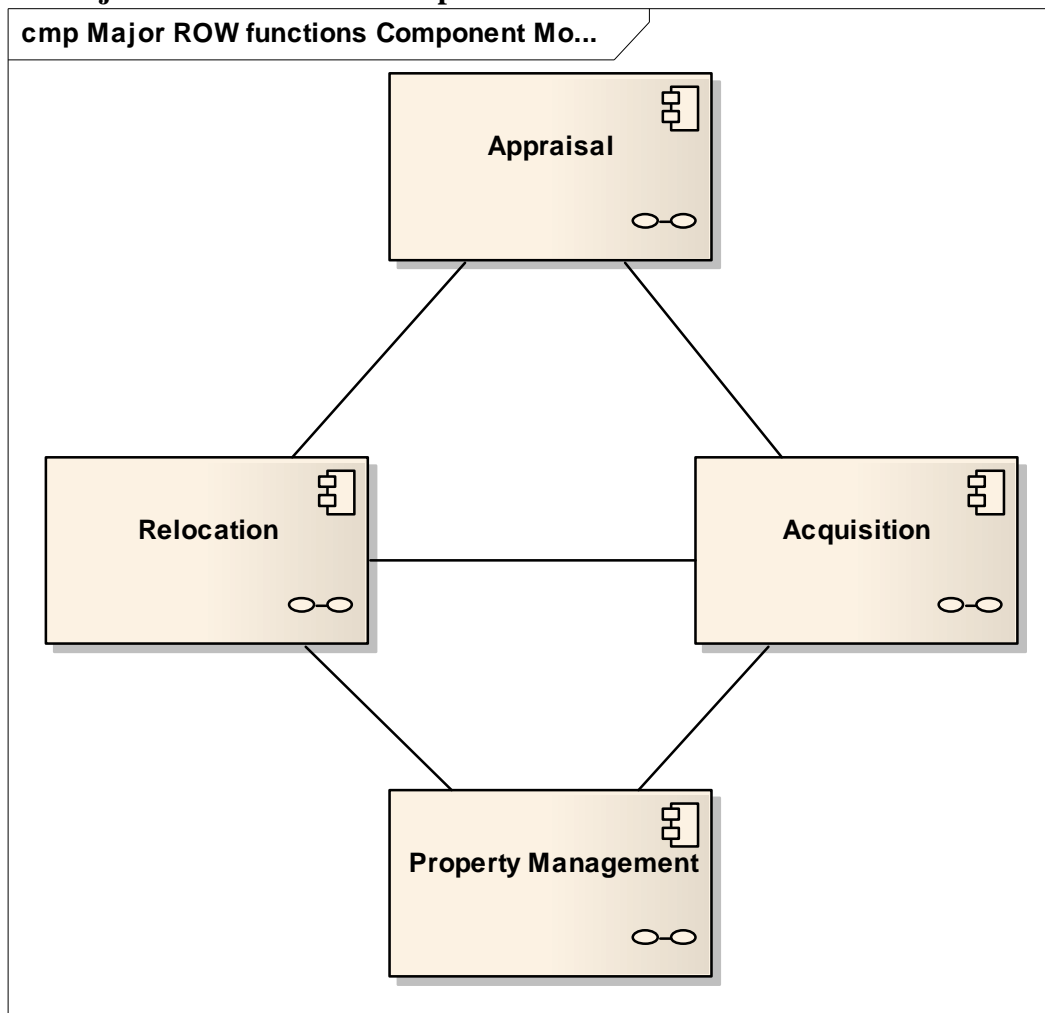 cmp Major ROW functions Component Mo...
Appraisal
Relocation
Acquisition
Property Management